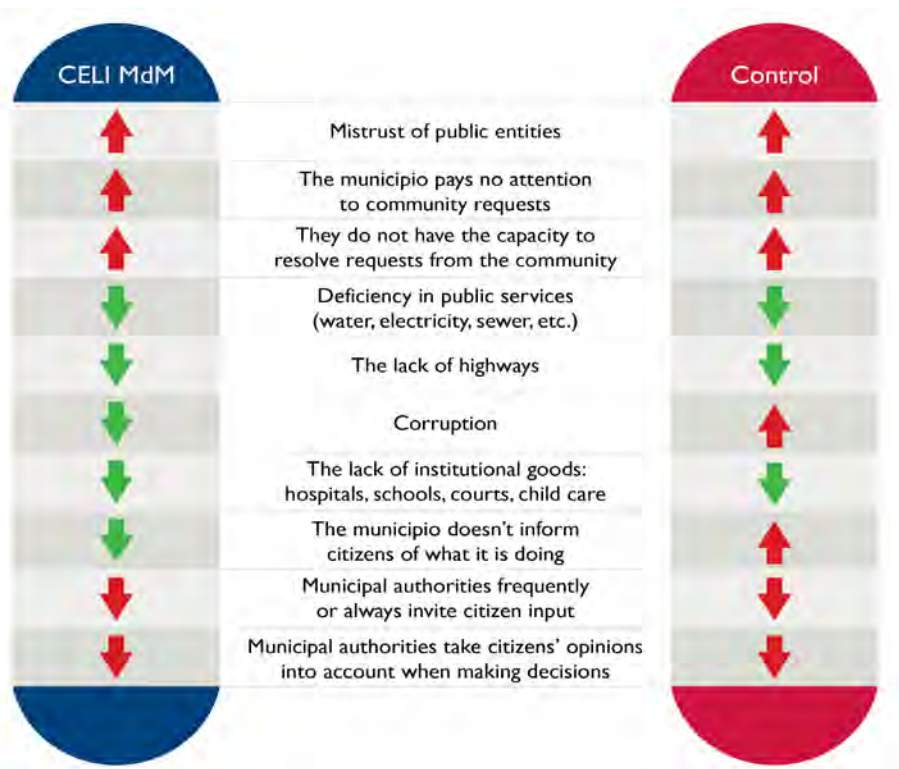 CELI MdM
Control
Mistrust of public entities
The municipio pays no attention
to community requests
They do not have the capacity to
resolve requests from the community
Deficiency in public services
(water, electricity, sewer, etc.)
The lack of highways
Corruption
The lack of institutional goods:
hospitals, schools, courts, child care
The municipio doesn't inform
citizens of what it is doing
Municipal authorities frequently
or always invite citizen input
Municipal authorities take citizens' opinions
into account when making decisions